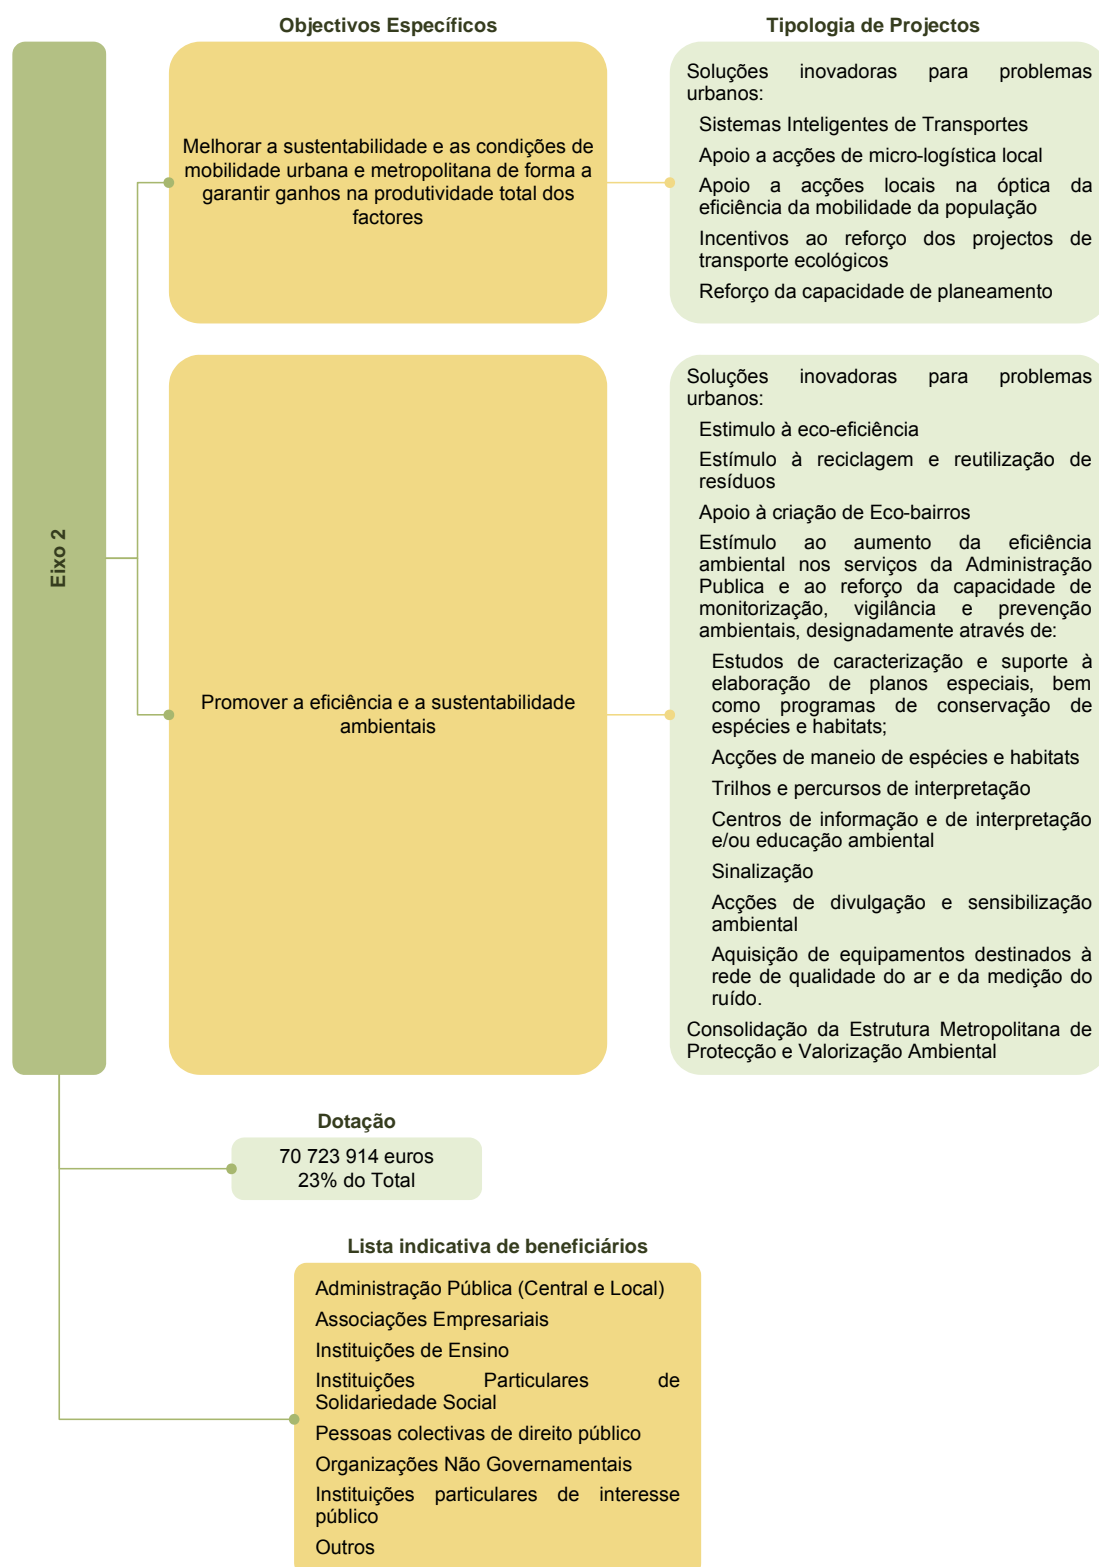 Objectivos Específicos
Tipologia de Projectos
Eixo 2
Melhorar a sustentabilidade e as condições de
mobilidade urbana e metropolitana de forma a
garantir ganhos na produtividade total dos
factores
Soluções inovadoras para problemas
urbanos:
Sistemas Inteligentes de Transportes
Apoio a acções de micro-logística local
Apoio a acções locais na óptica da
eficiência da mobilidade da população
Incentivos ao reforço dos projectos de
transporte ecológicos
Reforço da capacidade de planeamento
Promover a eficiência e a sustentabilidade
ambientais
Soluções inovadoras para problemas
urbanos:
Estimulo à eco-eficiência
Estímulo à reciclagem e reutilização de
resíduos
Apoio à criação de Eco-bairros
Estímulo ao aumento da eficiência
ambiental nos serviços da Administração
Publica e ao reforço da capacidade de
monitorização, vigilância e prevenção
ambientais, designadamente através de:
Estudos de caracterização e suporte à
elaboração de planos especiais, bem
como programas de conservação de
espécies e habitats;
Acções de maneio de espécies e habitats
Trilhos e percursos de interpretação
Centros de informação e de interpretação
e/ou educação ambiental
Sinalização
Acções de divulgação e sensibilização
ambiental
Aquisição de equipamentos destinados à
rede de qualidade do ar e da medição do
ruído.
Consolidação da Estrutura Metropolitana de
Protecção e Valorização Ambiental
Dotação
70 723 914 euros
23% do Total
Lista indicativa de beneficiários
Administração Pública (Central e Local)
Associações Empresariais
Instituições de Ensino
Instituições Particulares de
Solidariedade Social
Pessoas colectivas de direito público
Organizações Não Governamentais
Instituições particulares de interesse
público
Outros